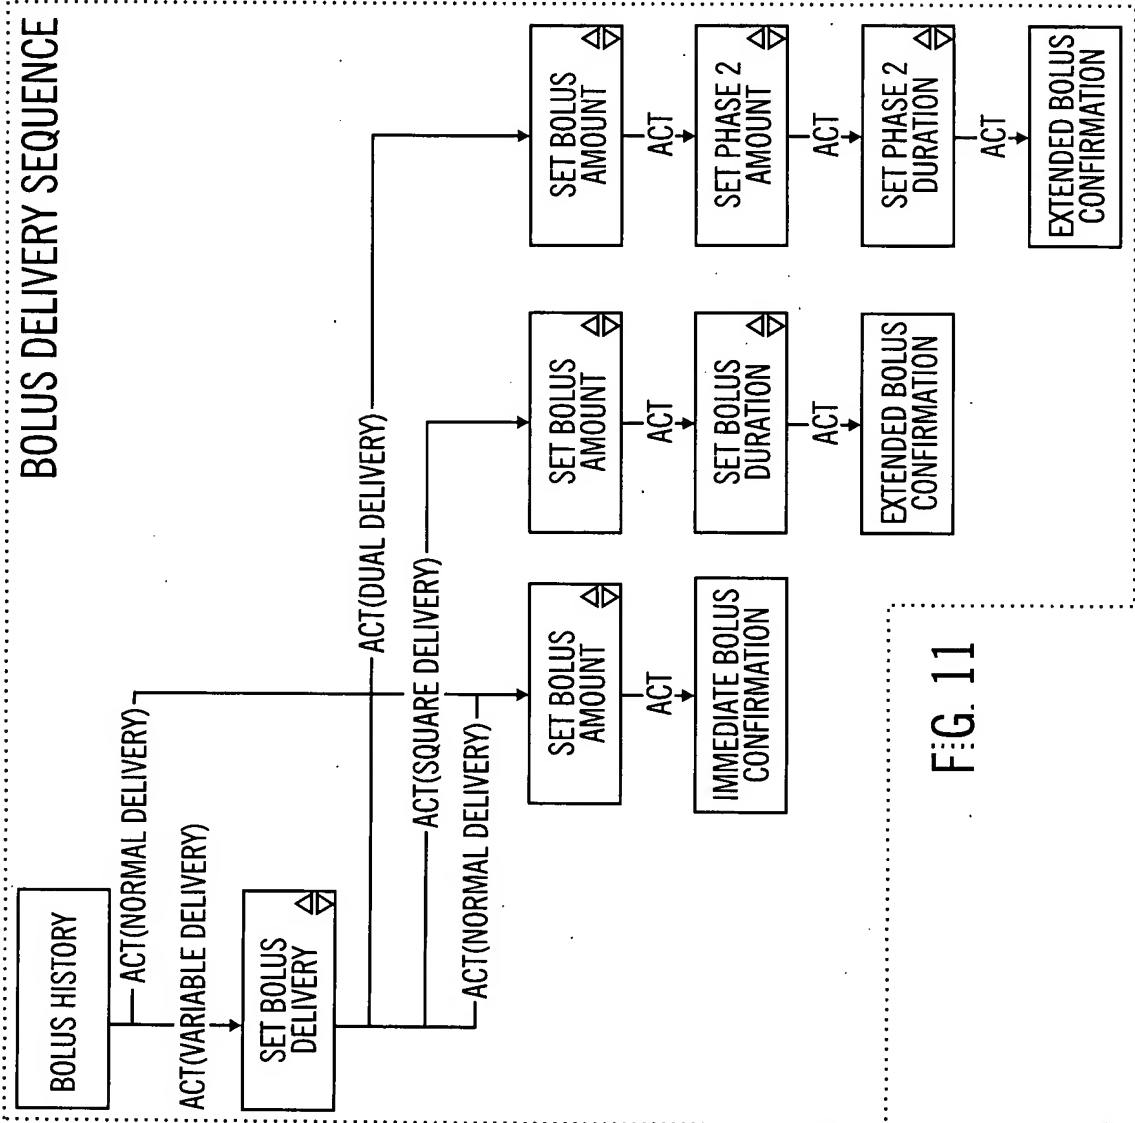 BOLUS DELIVERY SEQUENCE
BOLUS HISTORY
ACT(NORMAL DELIVERY)
ACT(VARIABLE DELIVERY)
SET BOLUS
DELIVERY
ACT(DUAL DELIVERY)
ACT(SQUARE DELIVERY)
ACT(NORMAL DELIVERY)
SET BOLUS
AMOUNT
ACT
IMMEDIATE BOLUS
CONFIRMATION
SET BOLUS
AMOUNT
ACT
SET BOLUS
DURATION
ACT
EXTENDED BOLUS
CONFIRMATION
SET BOLUS
AMOUNT
ACT
SET PHASE 2
AMOUNT
ACT
SET PHASE 2
DURATION
ACT
EXTENDED BOLUS
CONFIRMATION
FIG. 11